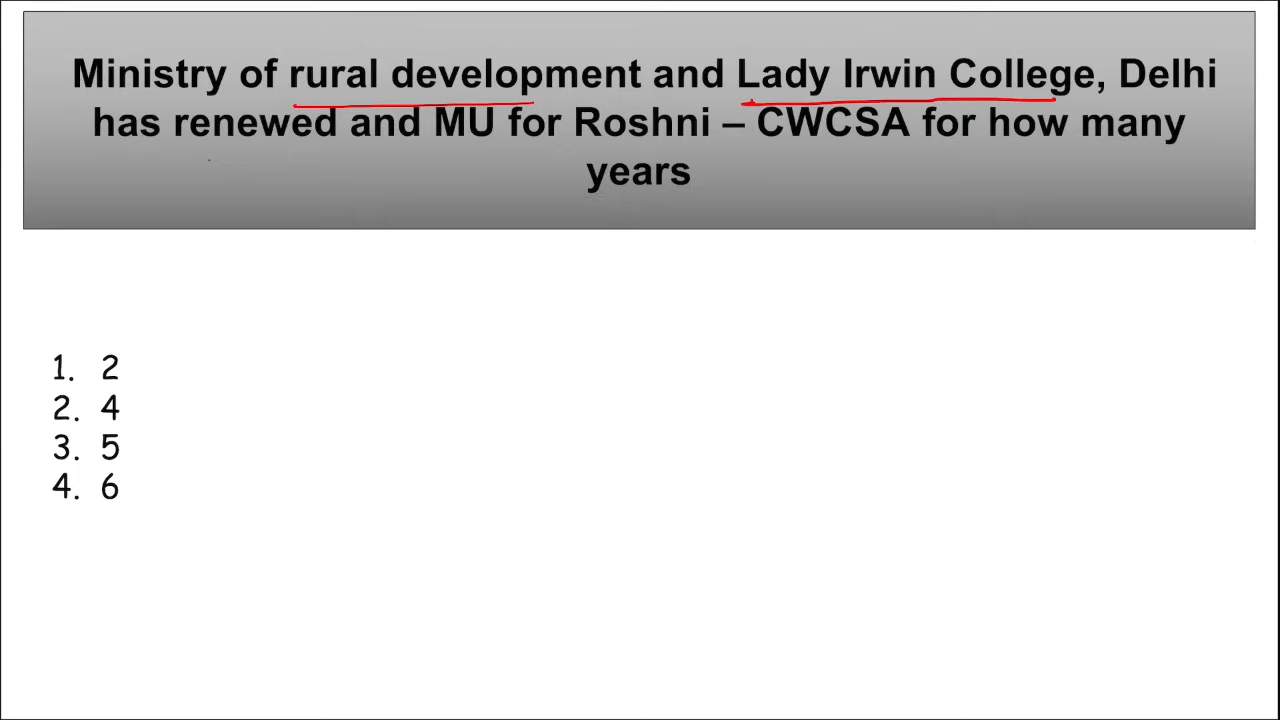 Ministry of rural development and Lady Irwin College, Delhi
has renewed and MU for Roshni – CWCSA for how many
years
1. 2
2. 4
3. 5
4. 6